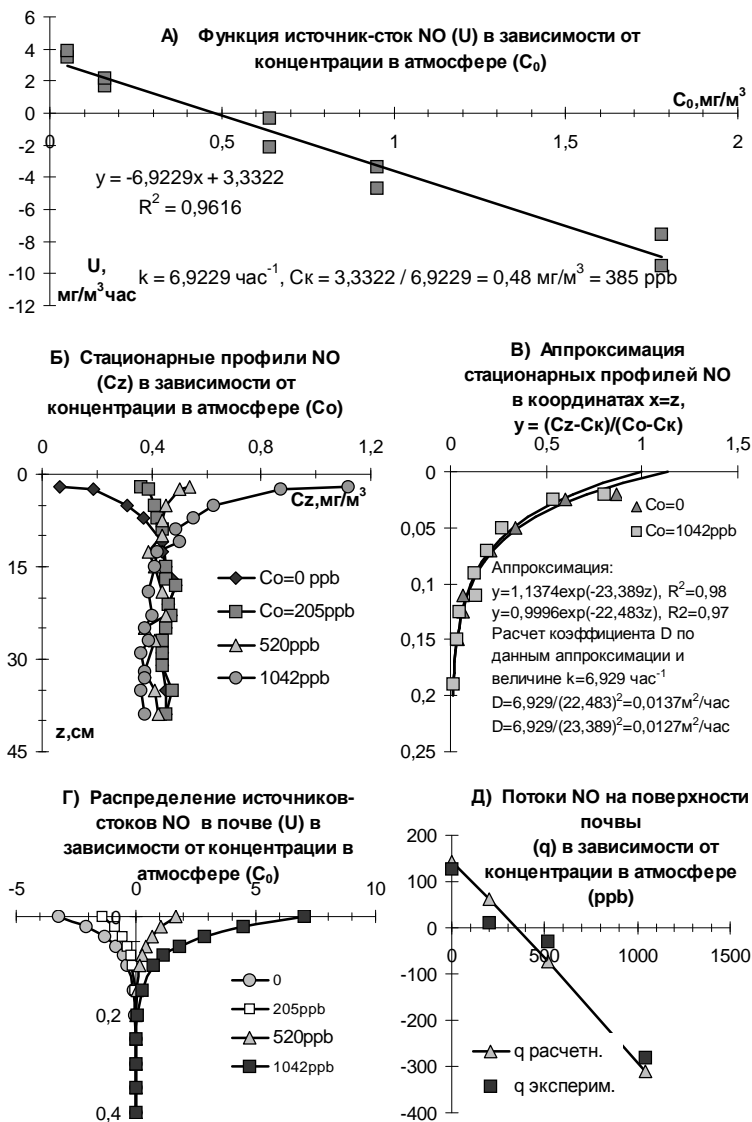 А) Функция источник-сток NO (U) в зависимости от
концентрации в атмосфере (C₀)
6
4
2
0
-2
-4
-6
-8
-10
-12
0
0,5
1
1,5
2
C₀,мг/м³
y = -6,9229x + 3,3322
R² = 0,9616
U,
мг/м³час
k = 6,9229 час⁻¹, Ск = 3,3322 / 6,9229 = 0,48 мг/м³ = 385 ppb
Б) Стационарные профили NO
(Cz) в зависимости от
концентрации в атмосфере (Co)
0
0,4
0,8
1,2
Cz,мг/м³
0
15
30
45
z,см
Co=0 ppb
Co=205ppb
520ppb
1042ppb
В) Аппроксимация
стационарных профилей NO
в координатах x=z,
y = (Cz-Ск)/(Со-Ск)
0
0,5
1
1,5
0
0,05
0,1
0,15
0,2
0,25
Co=0
Co=1042ppb
Аппроксимация:
y=1,1374exp(-23,389z), R²=0,98
y=0,9996exp(-22,483z), R2=0,97
Расчет коэффициента D по
данным аппроксимации и
величине k=6,929 час⁻¹
D=6,929/(22,483)²=0,0137м²/час
D=6,929/(23,389)²=0,0127м²/час
Г) Распределение источников-
стоков NO в почве (U) в
зависимости от концентрации в
атмосфере (C₀)
-5
0
5
10
0
0,2
0,4
0
205ppb
520ppb
1042ppb
Д) Потоки NO на поверхности
почвы
(q) в зависимости от
концентрации в атмосфере
(ppb)
200
100
0
-100
-200
-300
-400
0
500
1000
1500
q расчетн.
q эксперим.